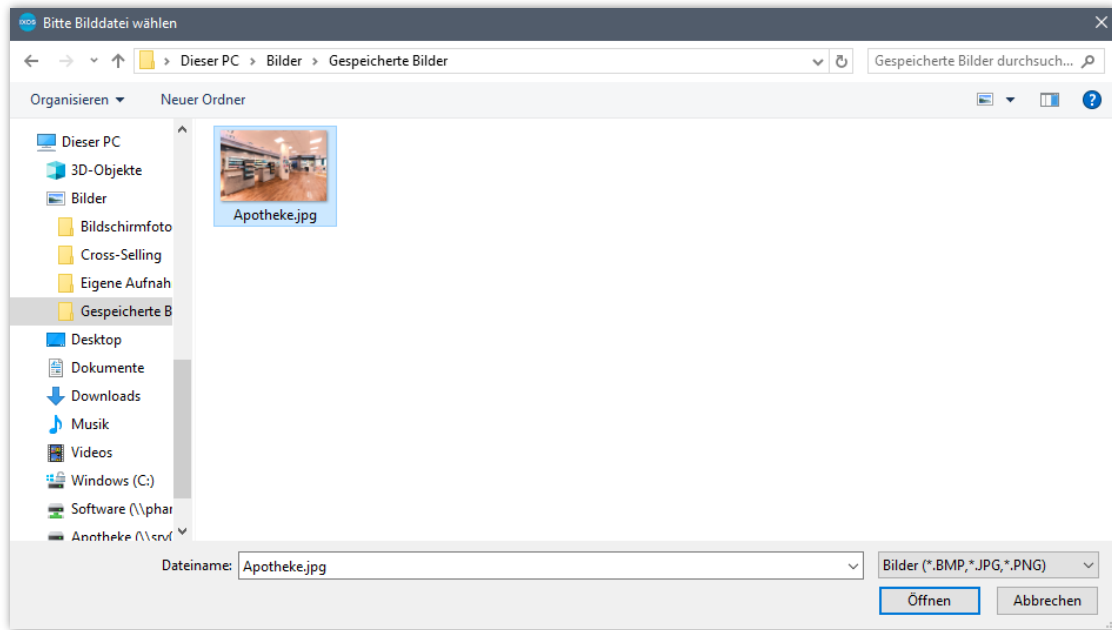 IXOS Bitte Bilddatei wählen
Dieser PC > Bilder > Gespeicherte Bilder
Gespeicherte Bilder durchsuch...
Organisieren
Neuer Ordner
Dieser PC
3D-Objekte
Bilder
Bildschirmfoto
Cross-Selling
Eigene Aufnah
Gespeicherte B
Desktop
Dokumente
Downloads
Musik
Videos
Windows (C:)
Software (\\phar
Apotheke (\\srv(
Apotheke.jpg
Dateiname: Apotheke.jpg
Bilder (*.BMP,*.JPG,*.PNG)
Öffnen
Abbrechen